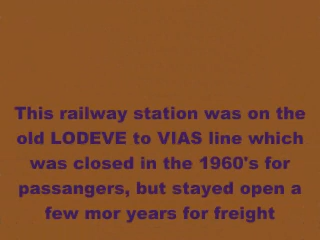 This railway station was on the
old LODEVE to VIAS line which
was closed in the 1960's for
passangers, but stayed open a
few mor years for freight